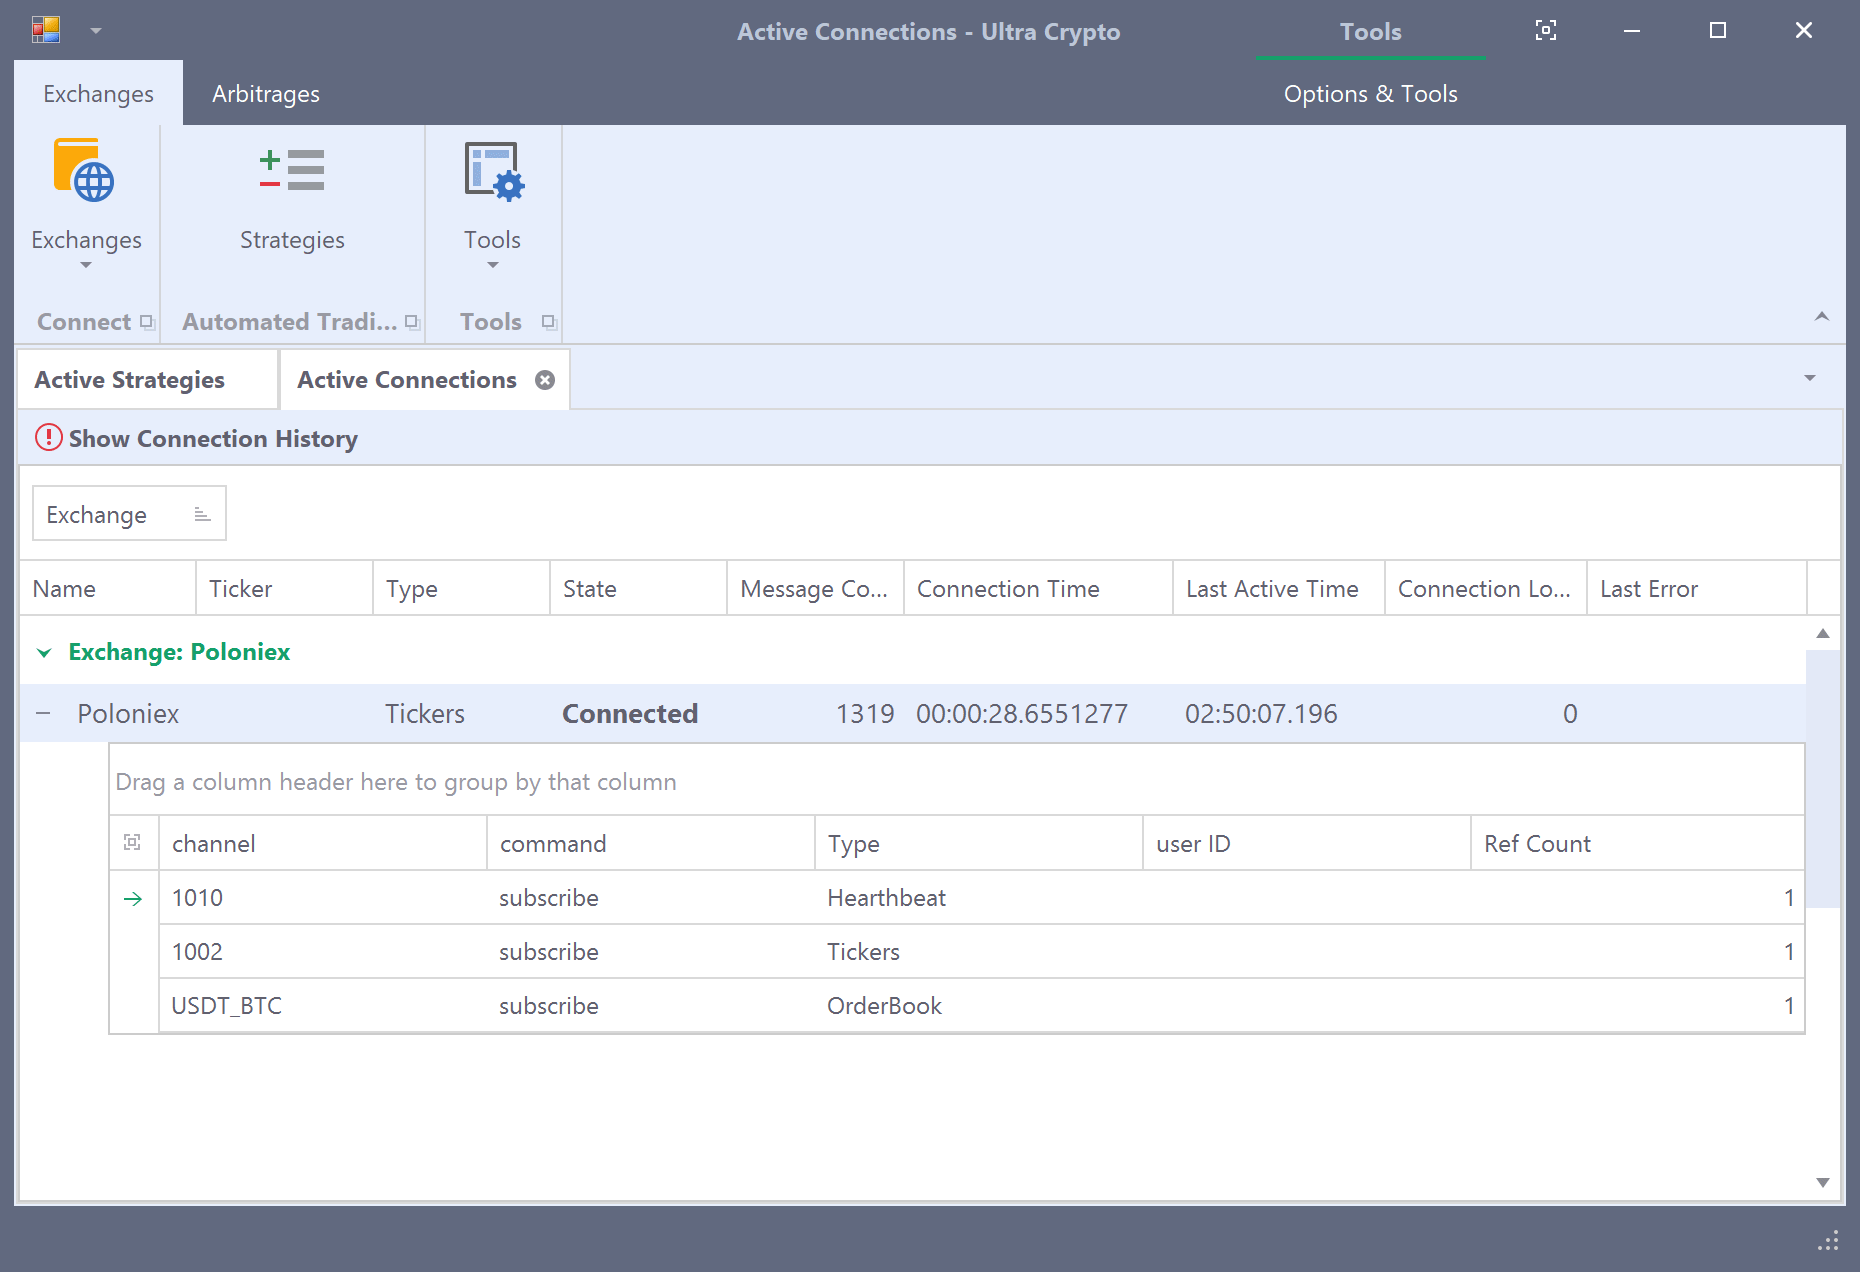 Active Connections - Ultra Crypto
Tools
Exchanges
Arbitrages
Options & Tools
Exchanges
Strategies
Tools
Connect
Automated Tradi...
Tools
Active Strategies
Active Connections
Show Connection History
Exchange
Name Ticker Type State Message Co... Connection Time Last Active Time Connection Lo... Last Error
Exchange: Poloniex
Poloniex Tickers Connected 1319 00:00:28.6551277 02:50:07.196 0
Drag a column header here to group by that column
channel command Type user ID Ref Count
1010 subscribe Hearthbeat 1
1002 subscribe Tickers 1
USDT_BTC subscribe OrderBook 1